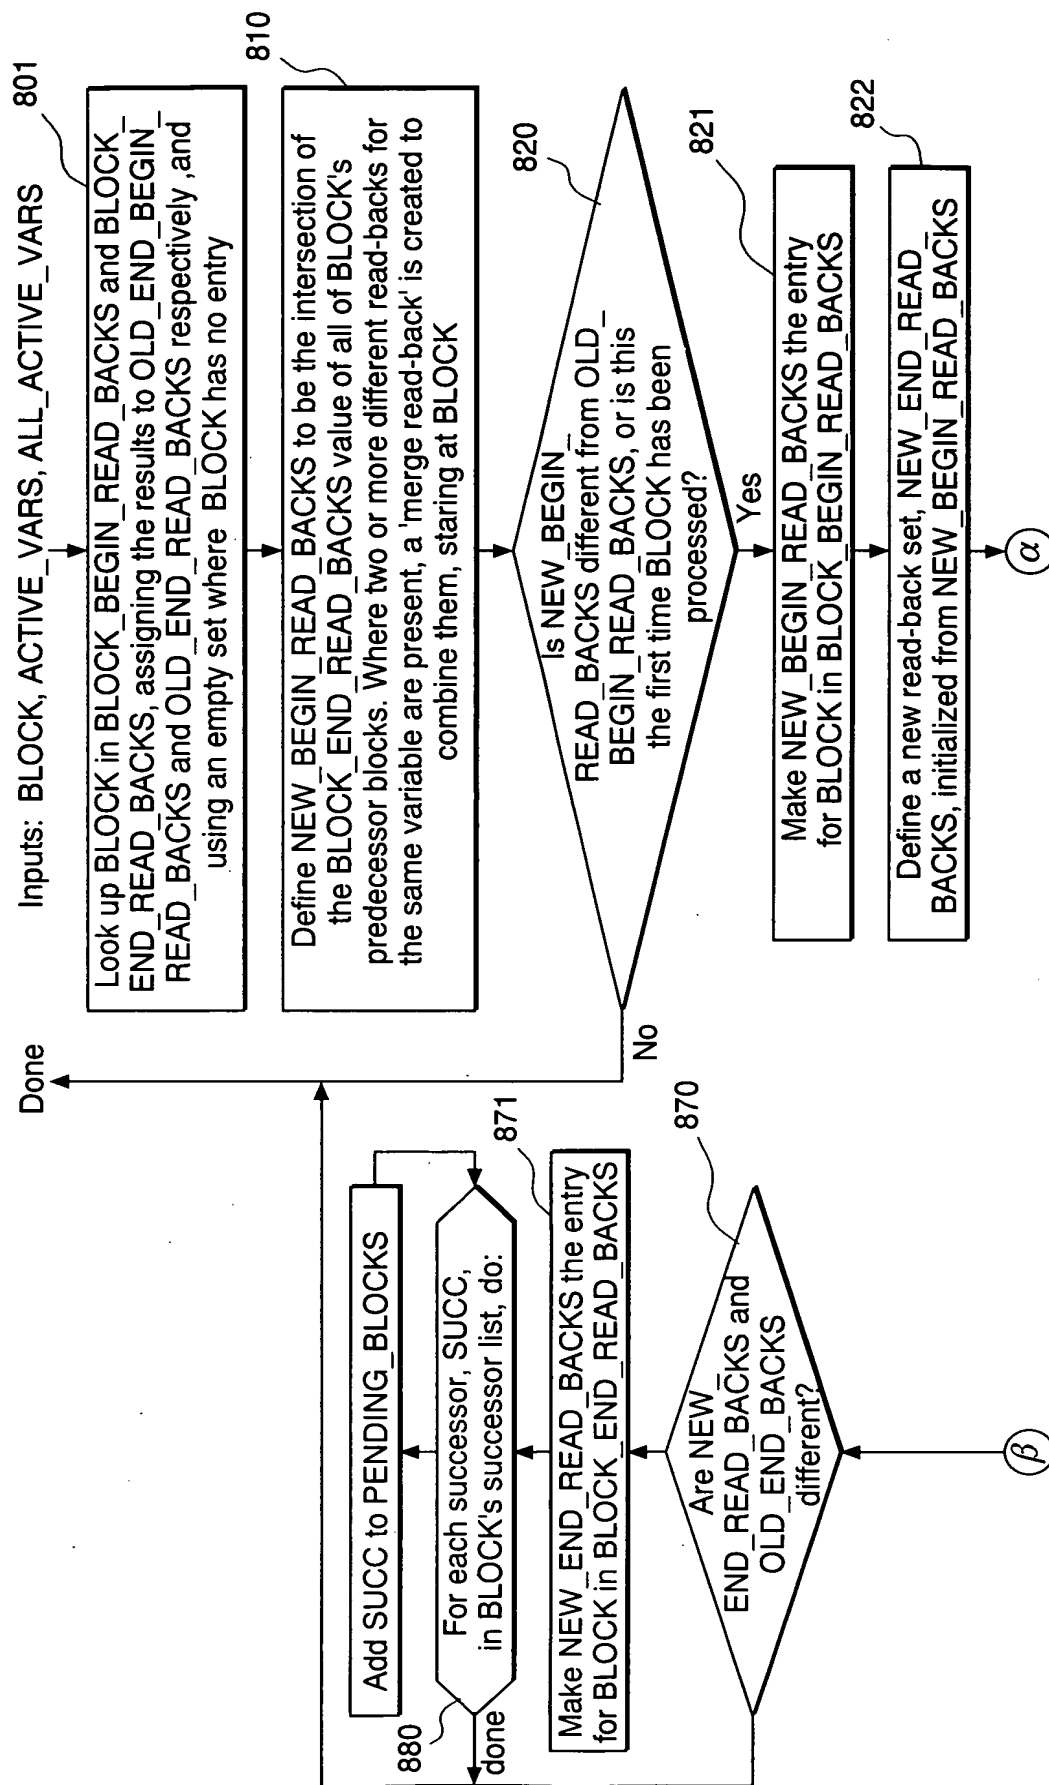 Inputs: BLOCK, ACTIVE_VARS, ALL_ACTIVE_VARS
801
Look up BLOCK in BLOCK_BEGIN_READ_BACKS and BLOCK_
END_READ_BACKS, assigning the results to OLD_END_BEGIN_
READ_BACKS and OLD_END_READ_BACKS respectively ,and
using an empty set where BLOCK has no entry
810
Define NEW_BEGIN_READ_BACKS to be the intersection of
the BLOCK_END_READ_BACKS value of all of BLOCK's
predecessor blocks. Where two or more different read-backs for
the same variable are present, a 'merge read-back' is created to
combine them, staring at BLOCK
820
Is NEW_BEGIN_
READ_BACKS different from OLD_
BEGIN_READ_BACKS, or is this
the first time BLOCK has been
processed?
Yes
No
Done
821
Make NEW_BEGIN_READ_BACKS the entry
for BLOCK in BLOCK_BEGIN_READ_BACKS
822
Define a new read-back set, NEW_END_READ_
BACKS, initialized from NEW_BEGIN_READ_BACKS
α
Add SUCC to PENDING_BLOCKS
For each successor, SUCC,
in BLOCK's successor list, do:
880
done
871
Make NEW_END_READ_BACKS the entry
for BLOCK in BLOCK_END_READ_BACKS
870
Are NEW_
END_READ_BACKS and
OLD_END_BACKS
different?
β